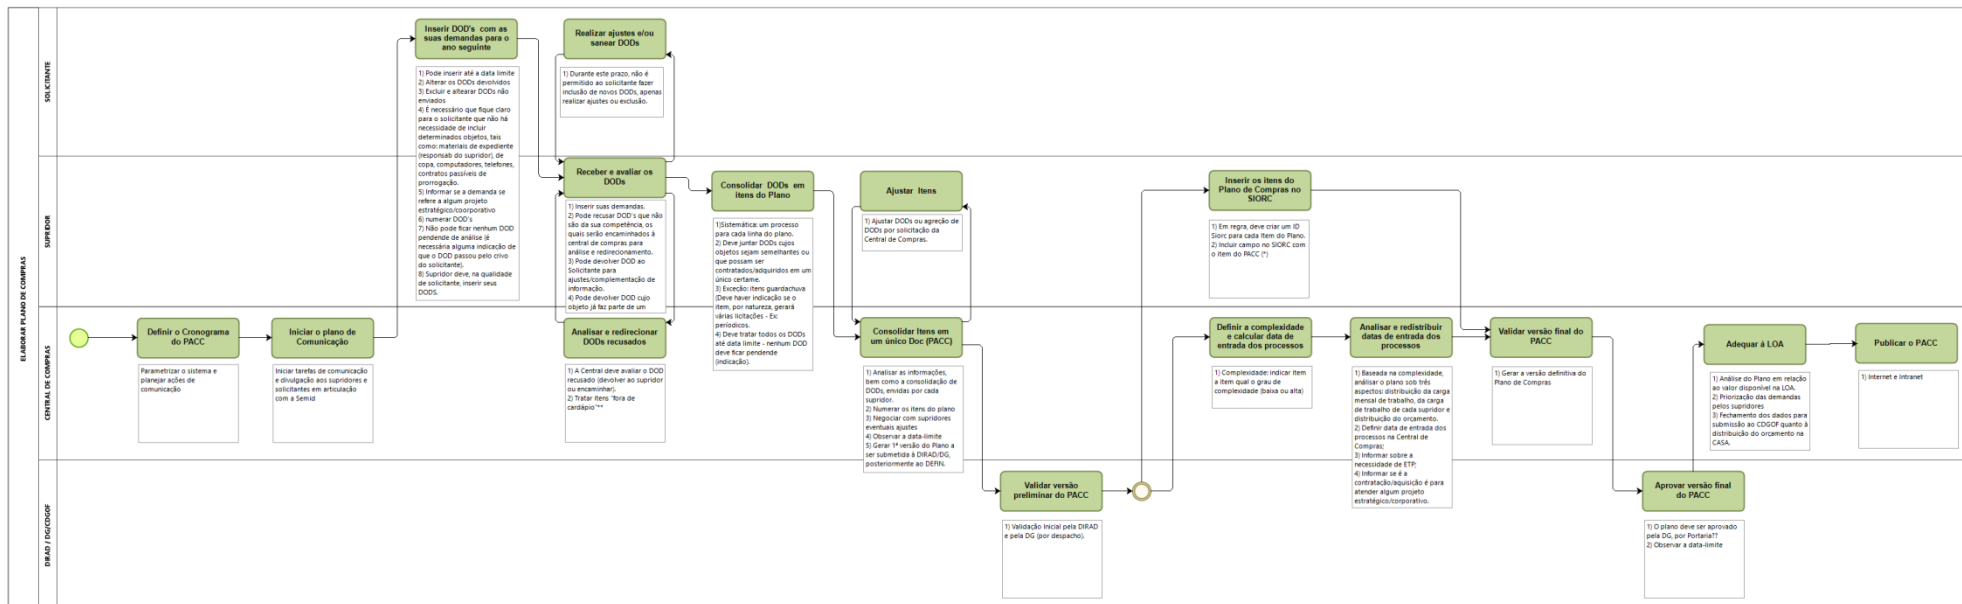 ELABORAR PLANO DE COMPRAS
SOLICITANTE
Inserir DOD's com as
suas demandas para o
ano seguinte
1) Pode inserir até a data limite
2) Alterar os DODs devolvidos
3) Excluir e altearar DODs não
enviados
4) É necessário que fique claro
para o solicitante que não há
necessidade de incluir
determinados objetos, tais
como: materiais de expediente
(responsab do supridor), de
copa, computadores, telefones,
contratos passíveis de
prorrogação.
5) Informar se a demanda se
refere a algum projeto
estratégico/coorporativo
6) numerar DOD's
7) Não pode ficar nenhum DOD
pendende de análise (é
necessária alguma indicação de
que o DOD passou pelo crivo
do solicitante).
8) Supridor deve, na qualidade
de solicitante, inserir seus
DODS.
Realizar ajustes e/ou
sanear DODs
1) Durante este prazo, não é
permitido ao solicitante fazer
inclusão de novos DODs, apenas
realizar ajustes ou exclusão.
SUPRIDOR
Receber e avaliar os
DODs
1) Inserir suas demandas.
2) Pode recusar DOD's que não
são da sua competência, os
quais serão encaminhados à
central de compras para
análise e redirecionamento.
3) Pode devolver DOD ao
Solicitante para
ajustes/complementação de
informação.
4) Pode devolver DOD cujo
objeto já faz parte de um
Consolidar DODs em
itens do Plano
1)Sistemática: um processo
para cada linha do plano.
2) Deve juntar DODs cujos
objetos sejam semelhantes ou
que possam ser
contratados/adquiridos em um
único certame.
3) Exceção: itens guardachuva
(Deve haver indicação se o
item, por natureza, gerará
várias licitações - Ex:
periódicos.
4) Deve tratar todos os DODs
até data limite - nenhum DOD
deve ficar pendende
(indicação).
Ajustar Itens
1) Ajustar DODs ou agreção de
DODs por solicitação da
Central de Compras.
Inserir os itens do
Plano de Compras no
SIORC
1) Em regra, deve criar um ID
Siorc para cada Item do Plano.
2) Incluir campo no SIORC com
o item do PACC (*)
CENTRAL DE COMPRAS
Definir o Cronograma
do PACC
Parametrizar o sistema e
planejar ações de
comunicação
Iniciar o plano de
Comunicação
Iniciar tarefas de comunicação
e divulgação aos supridores e
solicitantes em articulação
com a Semid
Analisar e redirecionar
DODs recusados
1) A Central deve avaliar o DOD
recusado (devolver ao supridor
ou encaminhar).
2) Tratar itens "fora de
cardápio"**
Consolidar Itens em
um único Doc (PACC)
1) Analisar as informações,
bem como a consolidação de
DODs, envidas por cada
supridor.
2) Numerar os itens do plano
3) Negociar com supridores
eventuais ajustes
4) Observar a data-limite
5) Gerar 1ª versão do Plano a
ser submetida à DIRAD/DG,
posteriormente ao DEFIN.
Definir a complexidade
e calcular data de
entrada dos processos
1) Complexidade: indicar item
a item qual o grau de
complexidade (baixa ou alta)
Analisar e redistribuir
datas de entrada dos
processos
1) Baseada na complexidade,
análisar o plano sob três
aspectos: distribuição da carga
mensal de trabalho, da carga
de trabalho de cada supridor e
distribuição do orçamento.
2) Definir data de entrada dos
processos na Central de
Compras;
3) Informar sobre a
necessidade de ETP;
4) Informar se é a
contratação/aquisição é para
atender algum projeto
estratégico/corporativo.
Validar versão final do
PACC
1) Gerar a versão definitiva do
Plano de Compras
Adequar à LOA
1) Análise do Plano em relação
ao valor disponível na LOA.
2) Priorização das demandas
pelos supridores
3) Fechamento dos dados para
submissão ao CDGOF quanto à
distribuição do orçamento na
CASA.
Publicar o PACC
1) Internet e Intranet
DIRAD / DG/CDGOF
Validar versão
preliminar do PACC
1) Validação Inicial pela DIRAD
e pela DG (por despacho).
Aprovar versão final
do PACC
1) O plano deve ser aprovado
pela DG, por Portaria??
2) Observar a data-limite